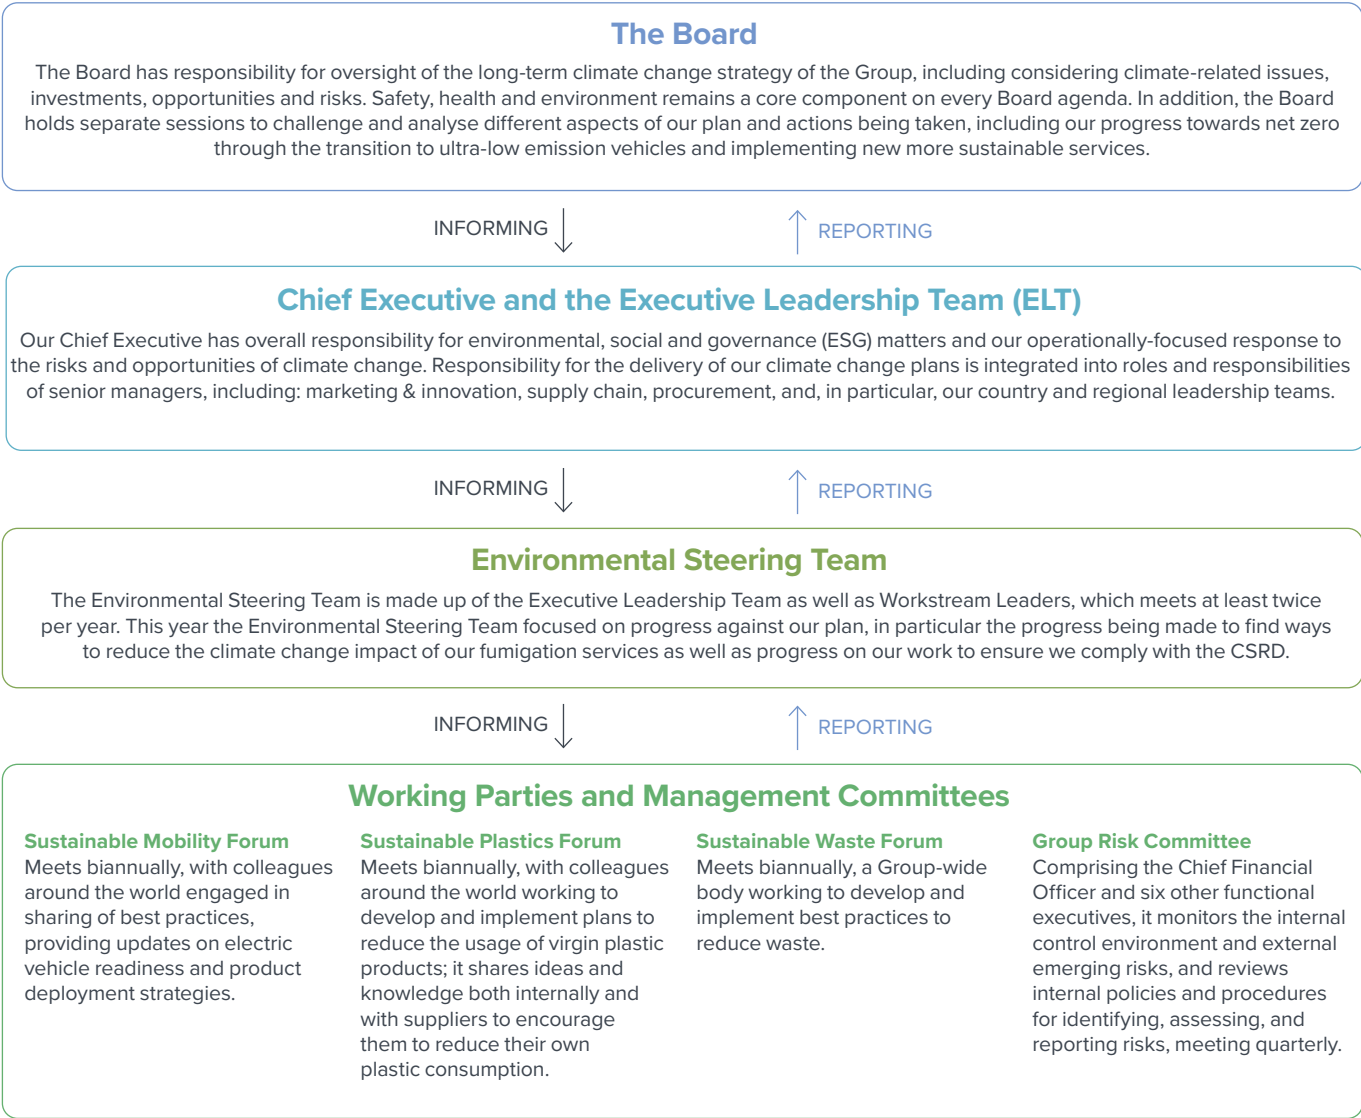 The Board
The Board has responsibility for oversight of the long-term climate change strategy of the Group, including considering climate-related issues,
investments, opportunities and risks. Safety, health and environment remains a core component on every Board agenda. In addition, the Board
holds separate sessions to challenge and analyse different aspects of our plan and actions being taken, including our progress towards net zero
through the transition to ultra-low emission vehicles and implementing new more sustainable services.
INFORMING
REPORTING
Chief Executive and the Executive Leadership Team (ELT)
Our Chief Executive has overall responsibility for environmental, social and governance (ESG) matters and our operationally-focused response to
the risks and opportunities of climate change. Responsibility for the delivery of our climate change plans is integrated into roles and responsibilities
of senior managers, including: marketing & innovation, supply chain, procurement, and, in particular, our country and regional leadership teams.
INFORMING
REPORTING
Environmental Steering Team
The Environmental Steering Team is made up of the Executive Leadership Team as well as Workstream Leaders, which meets at least twice
per year. This year the Environmental Steering Team focused on progress against our plan, in particular the progress being made to find ways
to reduce the climate change impact of our fumigation services as well as progress on our work to ensure we comply with the CSRD.
INFORMING
REPORTING
Working Parties and Management Committees
Sustainable Mobility Forum
Meets biannually, with colleagues
around the world engaged in
sharing of best practices,
providing updates on electric
vehicle readiness and product
deployment strategies.
Sustainable Plastics Forum
Meets biannually, with colleagues
around the world working to
develop and implement plans to
reduce the usage of virgin plastic
products; it shares ideas and
knowledge both internally and
with suppliers to encourage
them to reduce their own
plastic consumption.
Sustainable Waste Forum
Meets biannually, a Group-wide
body working to develop and
implement best practices to
reduce waste.
Group Risk Committee
Comprising the Chief Financial
Officer and six other functional
executives, it monitors the internal
control environment and external
emerging risks, and reviews
internal policies and procedures
for identifying, assessing, and
reporting risks, meeting quarterly.